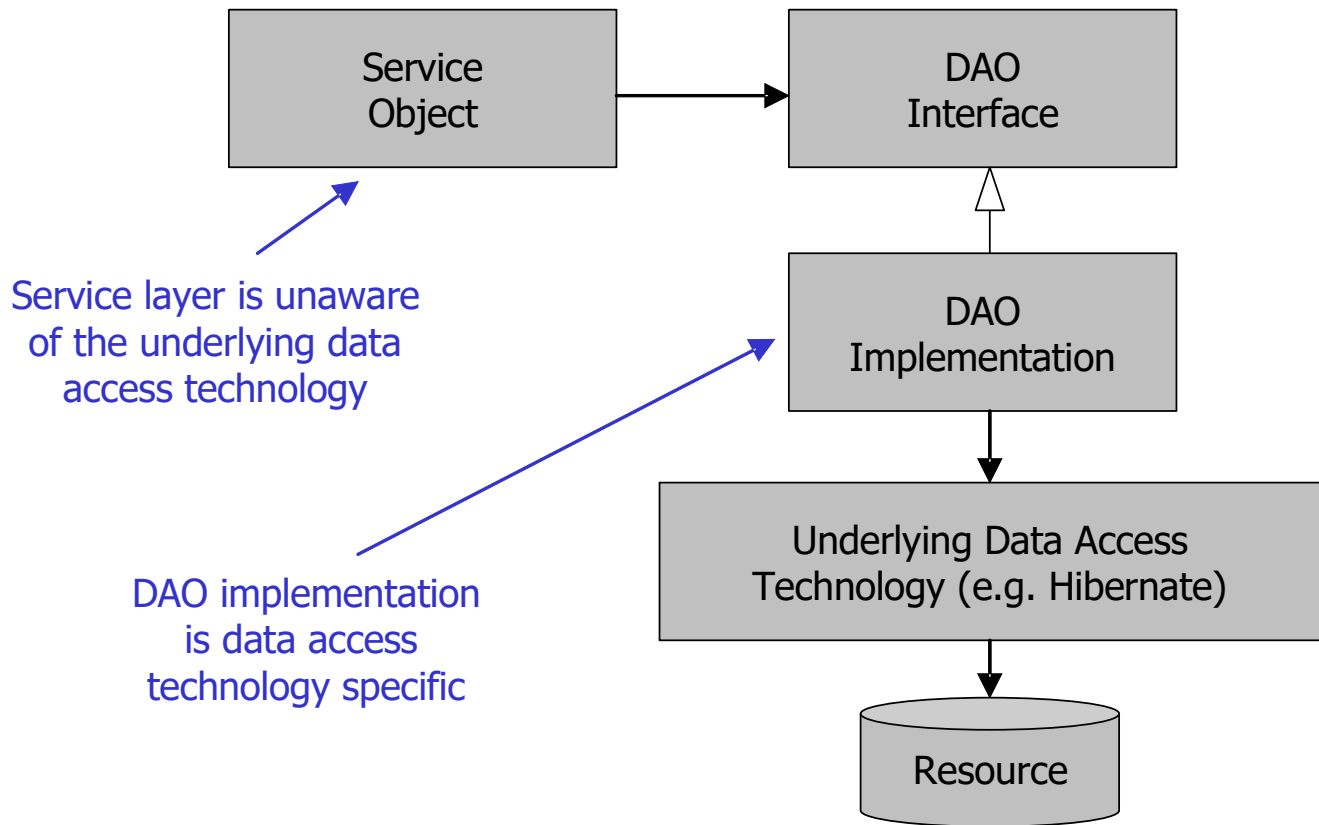 Service
Object
DAO
Interface
Service layer is unaware
of the underlying data
access technology
DAO
Implementation
Underlying Data Access
Technology (e.g. Hibernate)
DAO implementation
is data access
technology specific
Resource